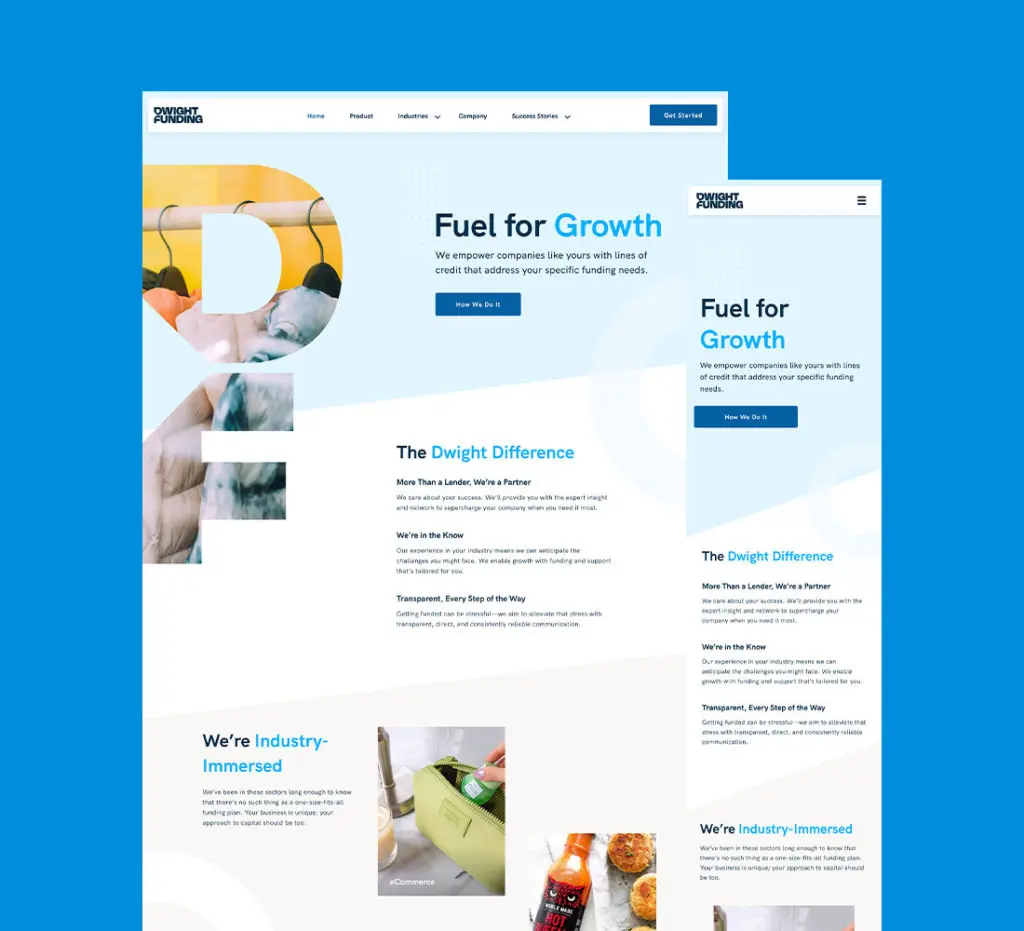 DWIGHT
FUNDING
Home
Product
Industries
Company
Success Stories
Get Started
Fuel for Growth
We empower companies like yours with lines of
credit that address your specific funding needs.
How We Do It
The Dwight Difference
More Than a Lender, We're a Partner
We care about your success. We'll provide you with the expert insight
and network to supercharge your company when you need it most.
We're in the Know
Our experience in your industry means we can anticipate the
challenges you might face. We enable growth with funding and support
that's tailored for you.
Transparent, Every Step of the Way
Getting funded can be stressful—we aim to alleviate that stress with
transparent, direct, and consistently reliable communication.
We're Industry-
Immersed
We've been in these sectors long enough to know
that there's no such thing as a one-size-fits-all
funding plan. Your business is unique; your
approach to capital should be too.
eCommerce
NOBLE MADE
HOT
DWIGHT
FUNDING
Fuel for
Growth
We empower companies like yours with lines
of credit that address your specific funding
needs.
How We Do It
The Dwight Difference
More Than a Lender, We're a Partner
We care about your success. We'll provide you with the
expert insight and network to supercharge your
company when you need it most.
We're in the Know
Our experience in your industry means we can
anticipate the challenges you might face. We enable
growth with funding and support that's tailored for you.
Transparent, Every Step of the Way
Getting funded can be stressful—we aim to alleviate that
stress with transparent, direct, and consistently reliable
communication.
We're Industry-Immersed
We've been in these sectors long enough to know that
there's no such thing as a one-size-fits-all funding plan.
Your business is unique; your approach to capital should
be too.